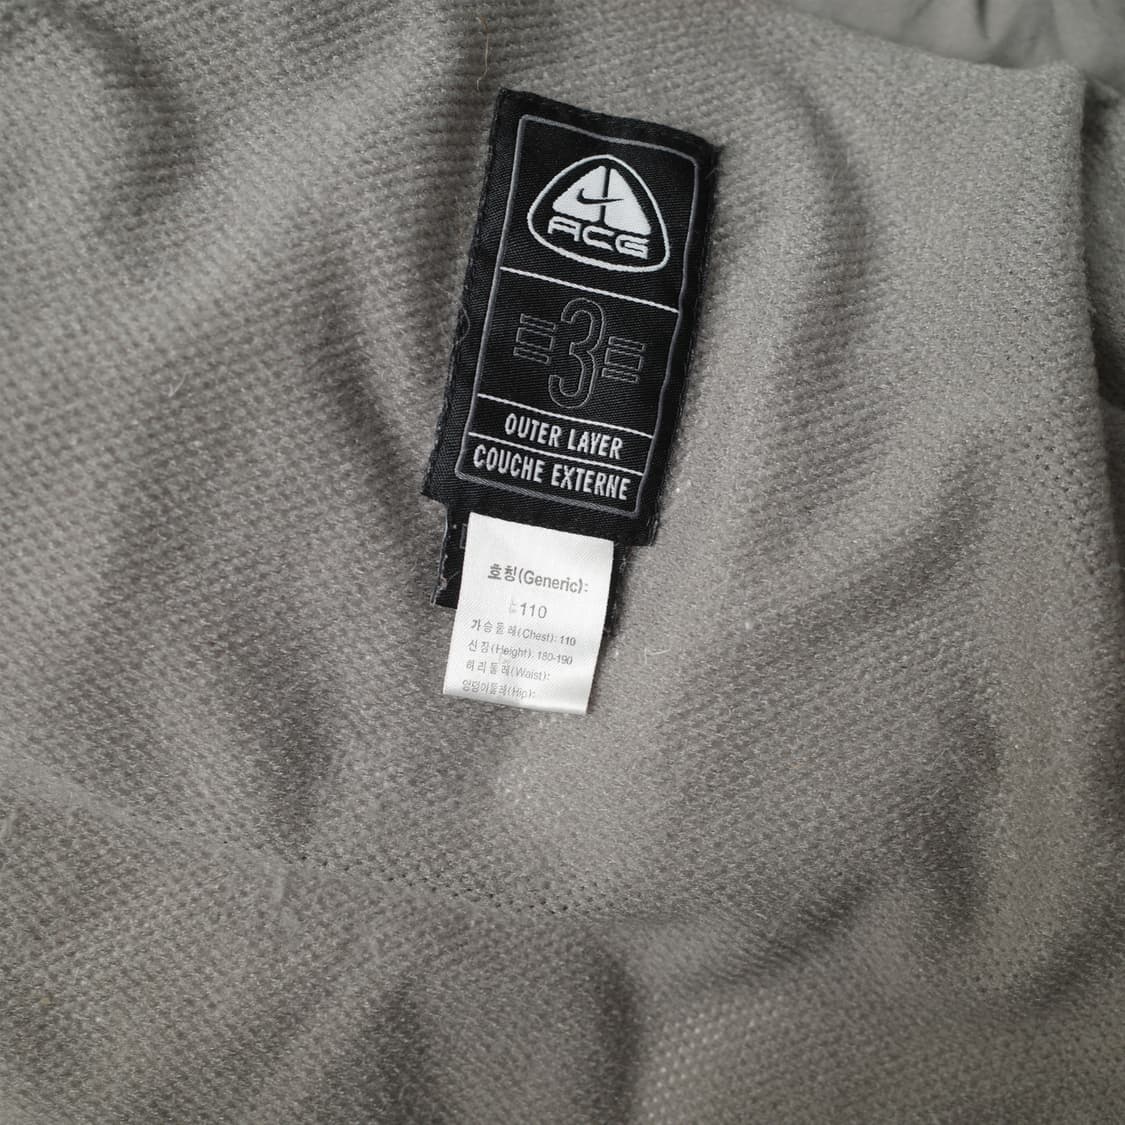 ACG
3
OUTER LAYER
COUCHE EXTERNE
호칭(Generic):
110
가슴둘레(Chest): 110
신장(Height). 180-190
허리둘레(Waist):
엉덩이둘레(Hip):